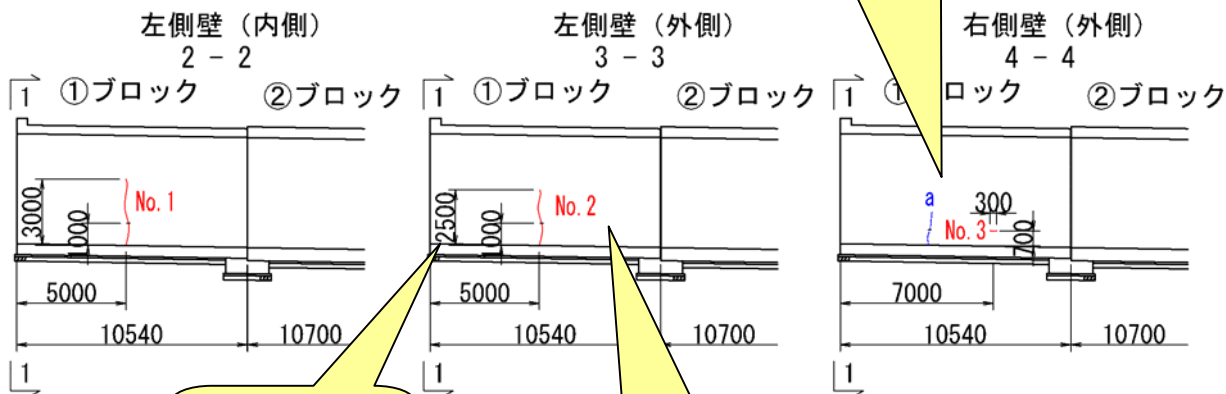 左側壁（内側）
2 - 2
①ブロック
②ブロック
1
3000
1000
No. 1
5000
10540
10700
1
左側壁（外側）
3 - 3
①ブロック
②ブロック
1
2500
1000
No. 2
5000
10540
10700
1
右側壁（外側）
4 - 4
ロック
②ブロック
1
a
300
No. 3
700
7000
10540
10700
1